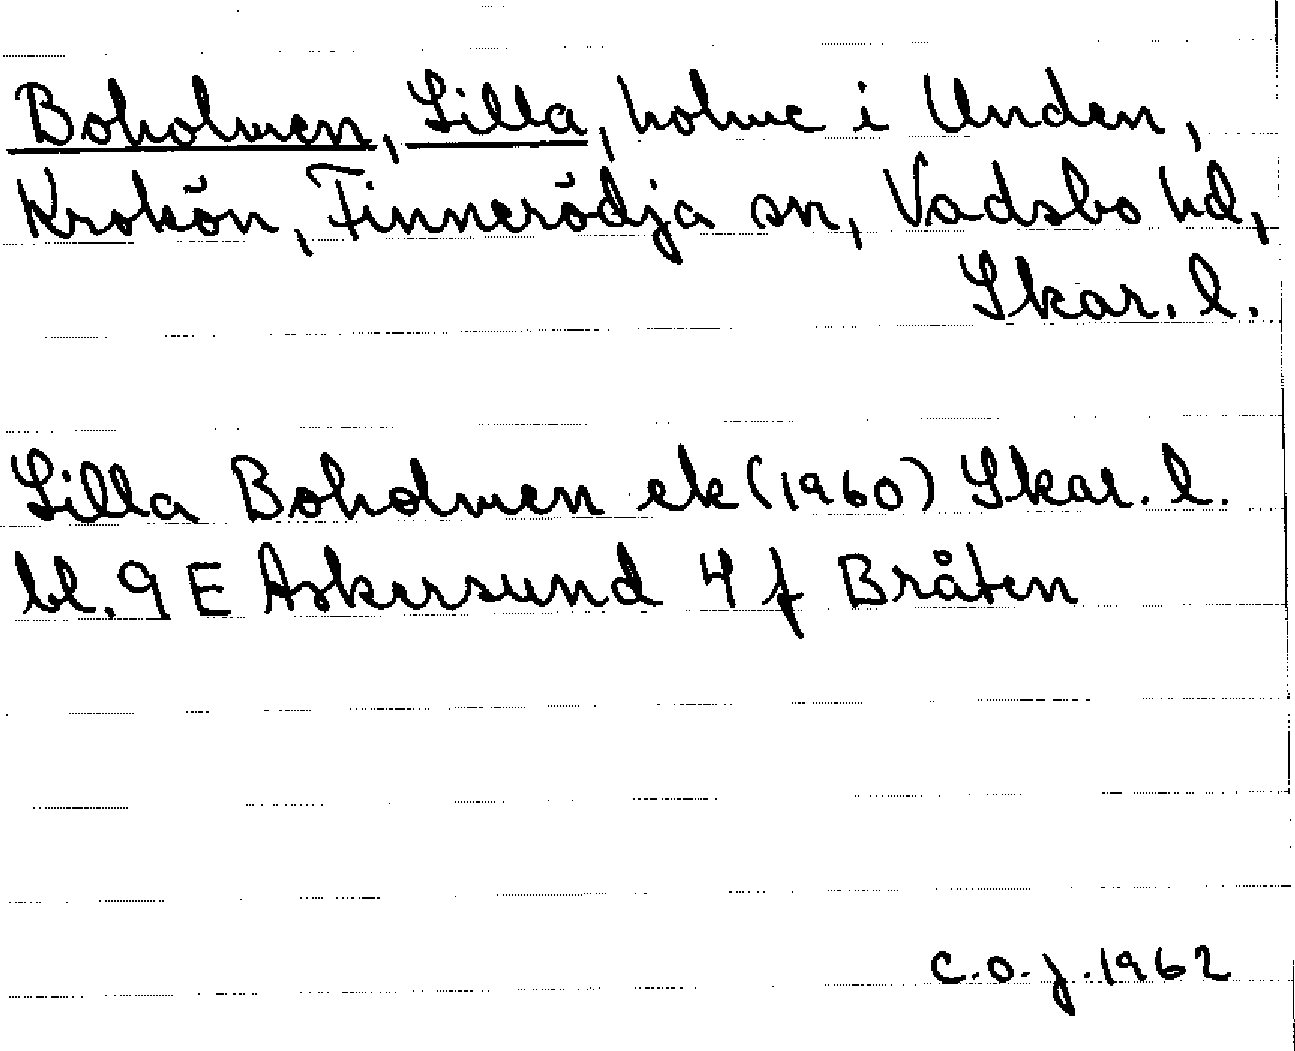 Boholmen, Lilla, holme i Unden,
Krokön, Finnerödja sn, Vadsbo hd,
Skar. l.
Lilla Boholmen ek (1960) Skar. l.
bl. 9 E Askersund 4 f Bråten
C.O.J. 1962